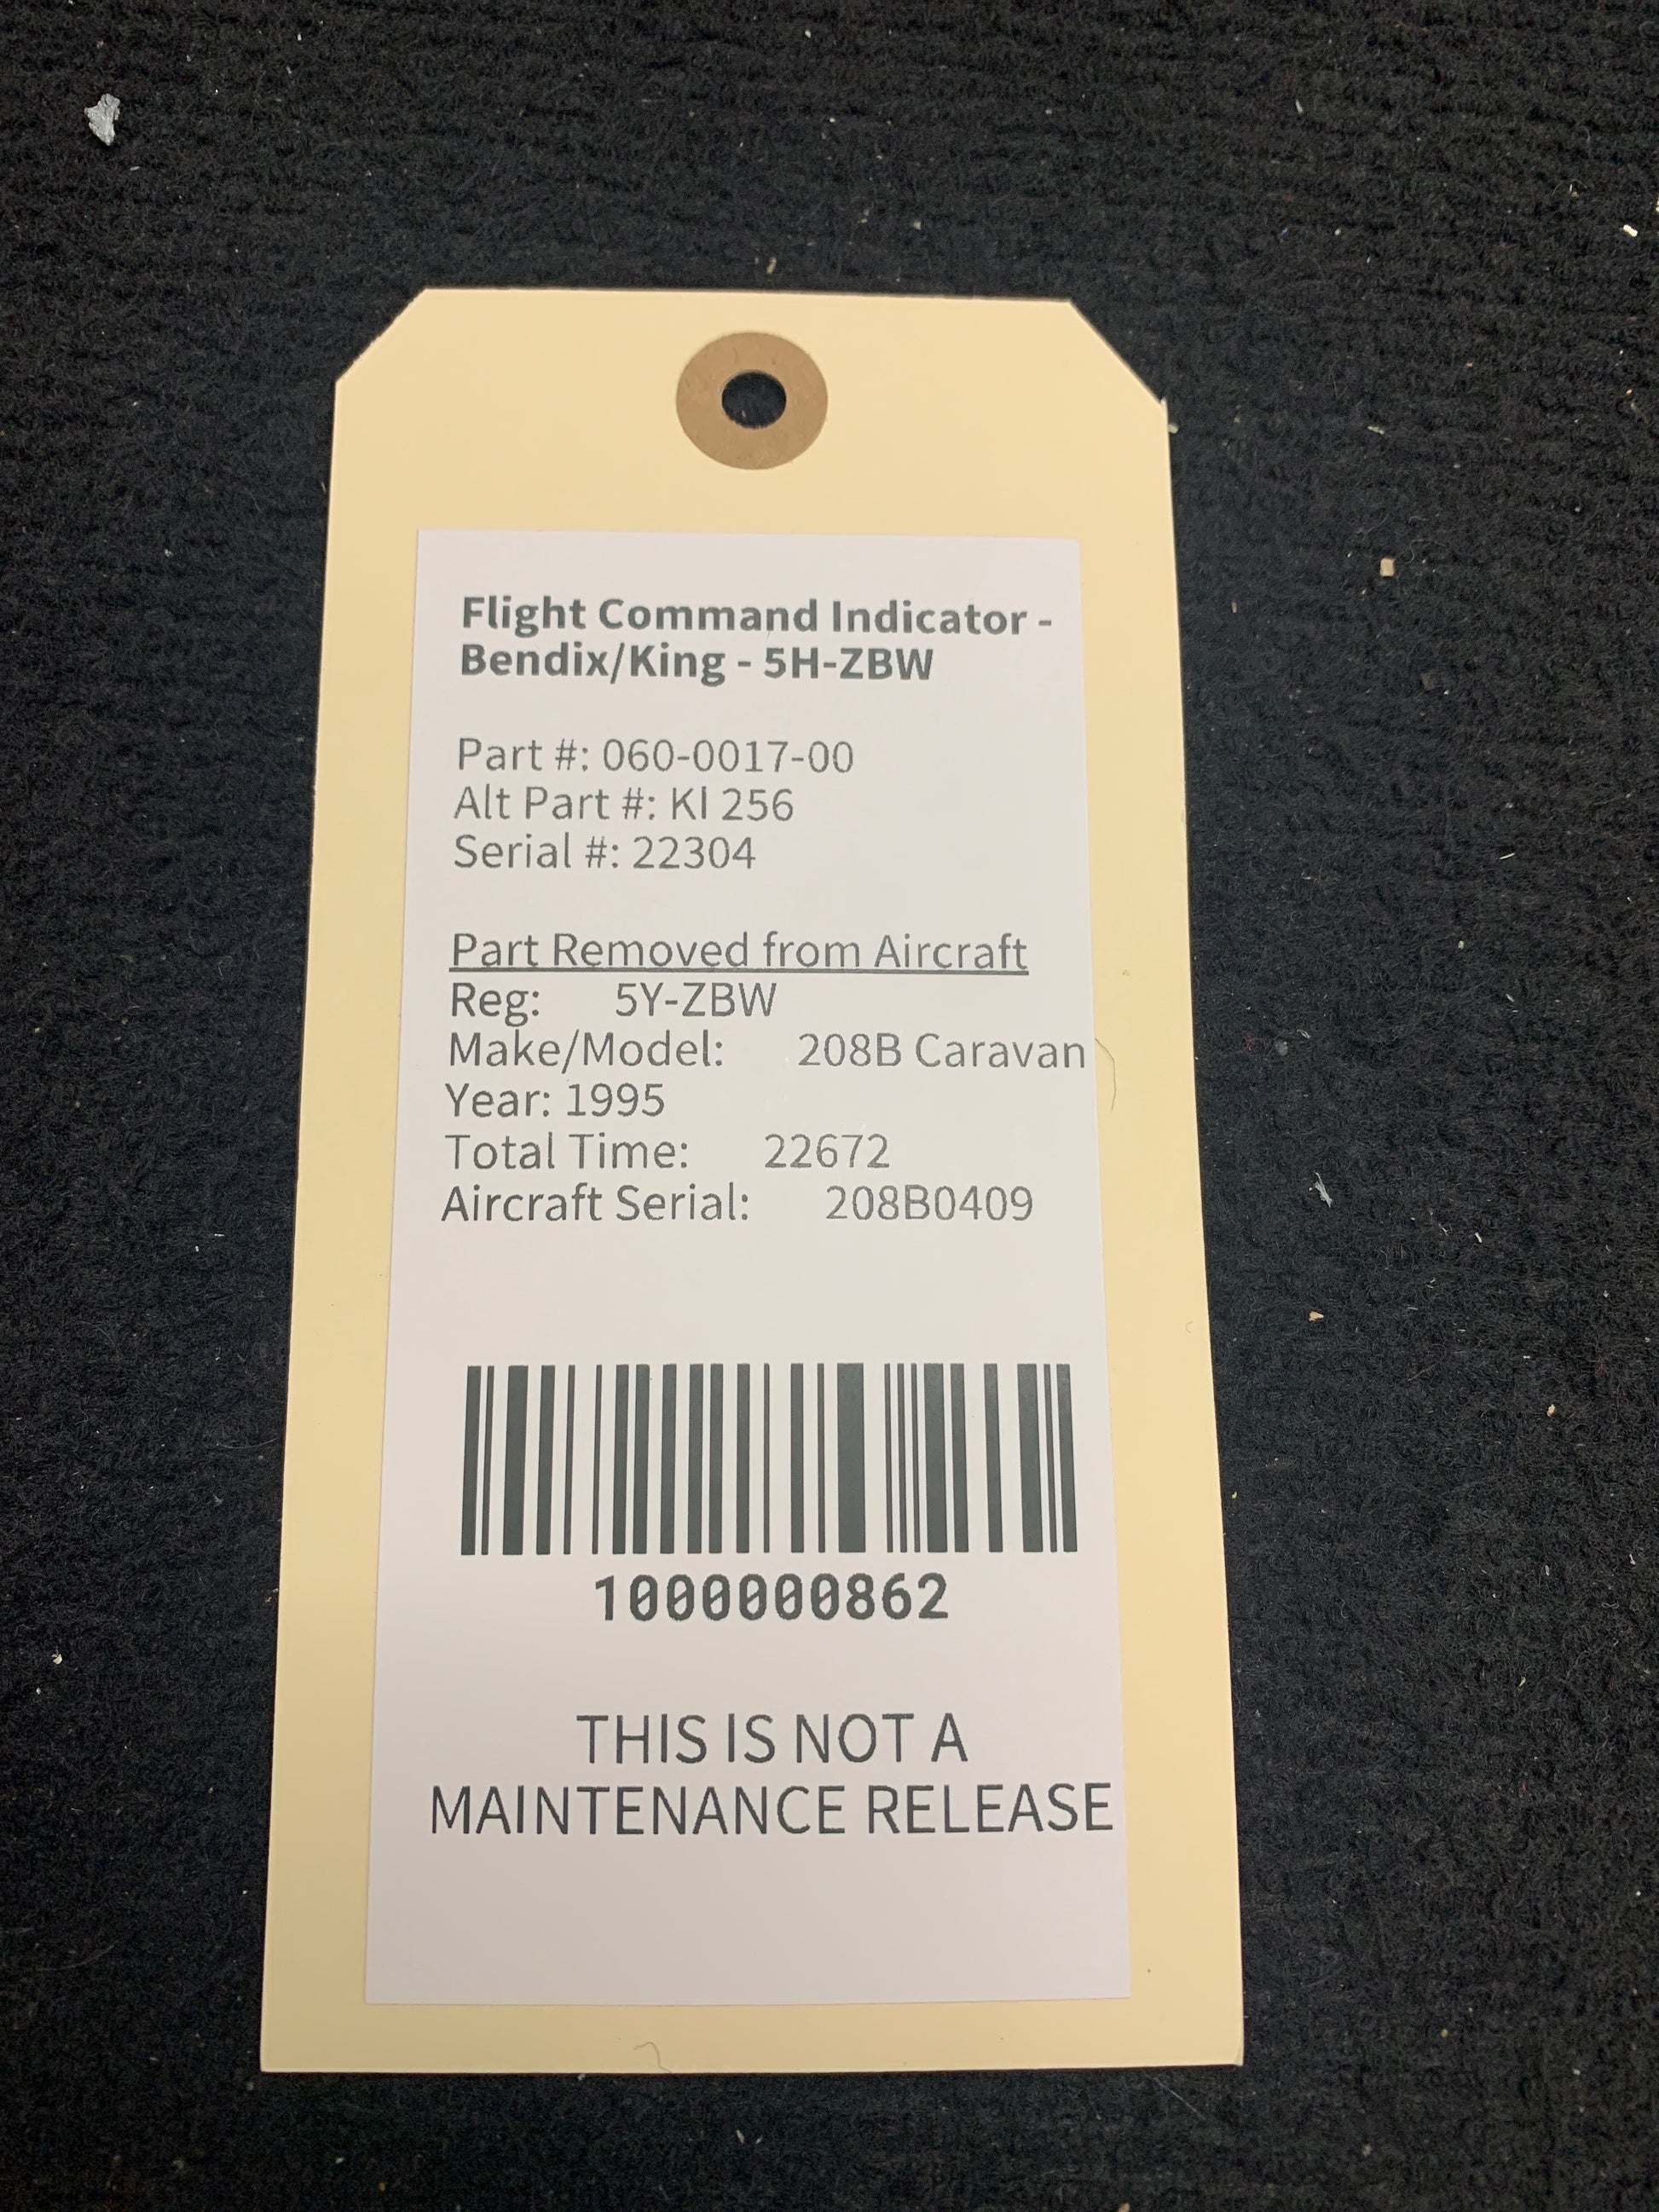 Flight Command Indicator -
Bendix/King - 5H-ZBW
Part #: 060-0017-00
Alt Part #: KI 256
Serial #: 22304
Part Removed from Aircraft
Reg: 5Y-ZBW
Make/Model: 208B Caravan
Year: 1995
Total Time: 22672
Aircraft Serial: 208B0409
1000000862
THIS IS NOT A
MAINTENANCE RELEASE